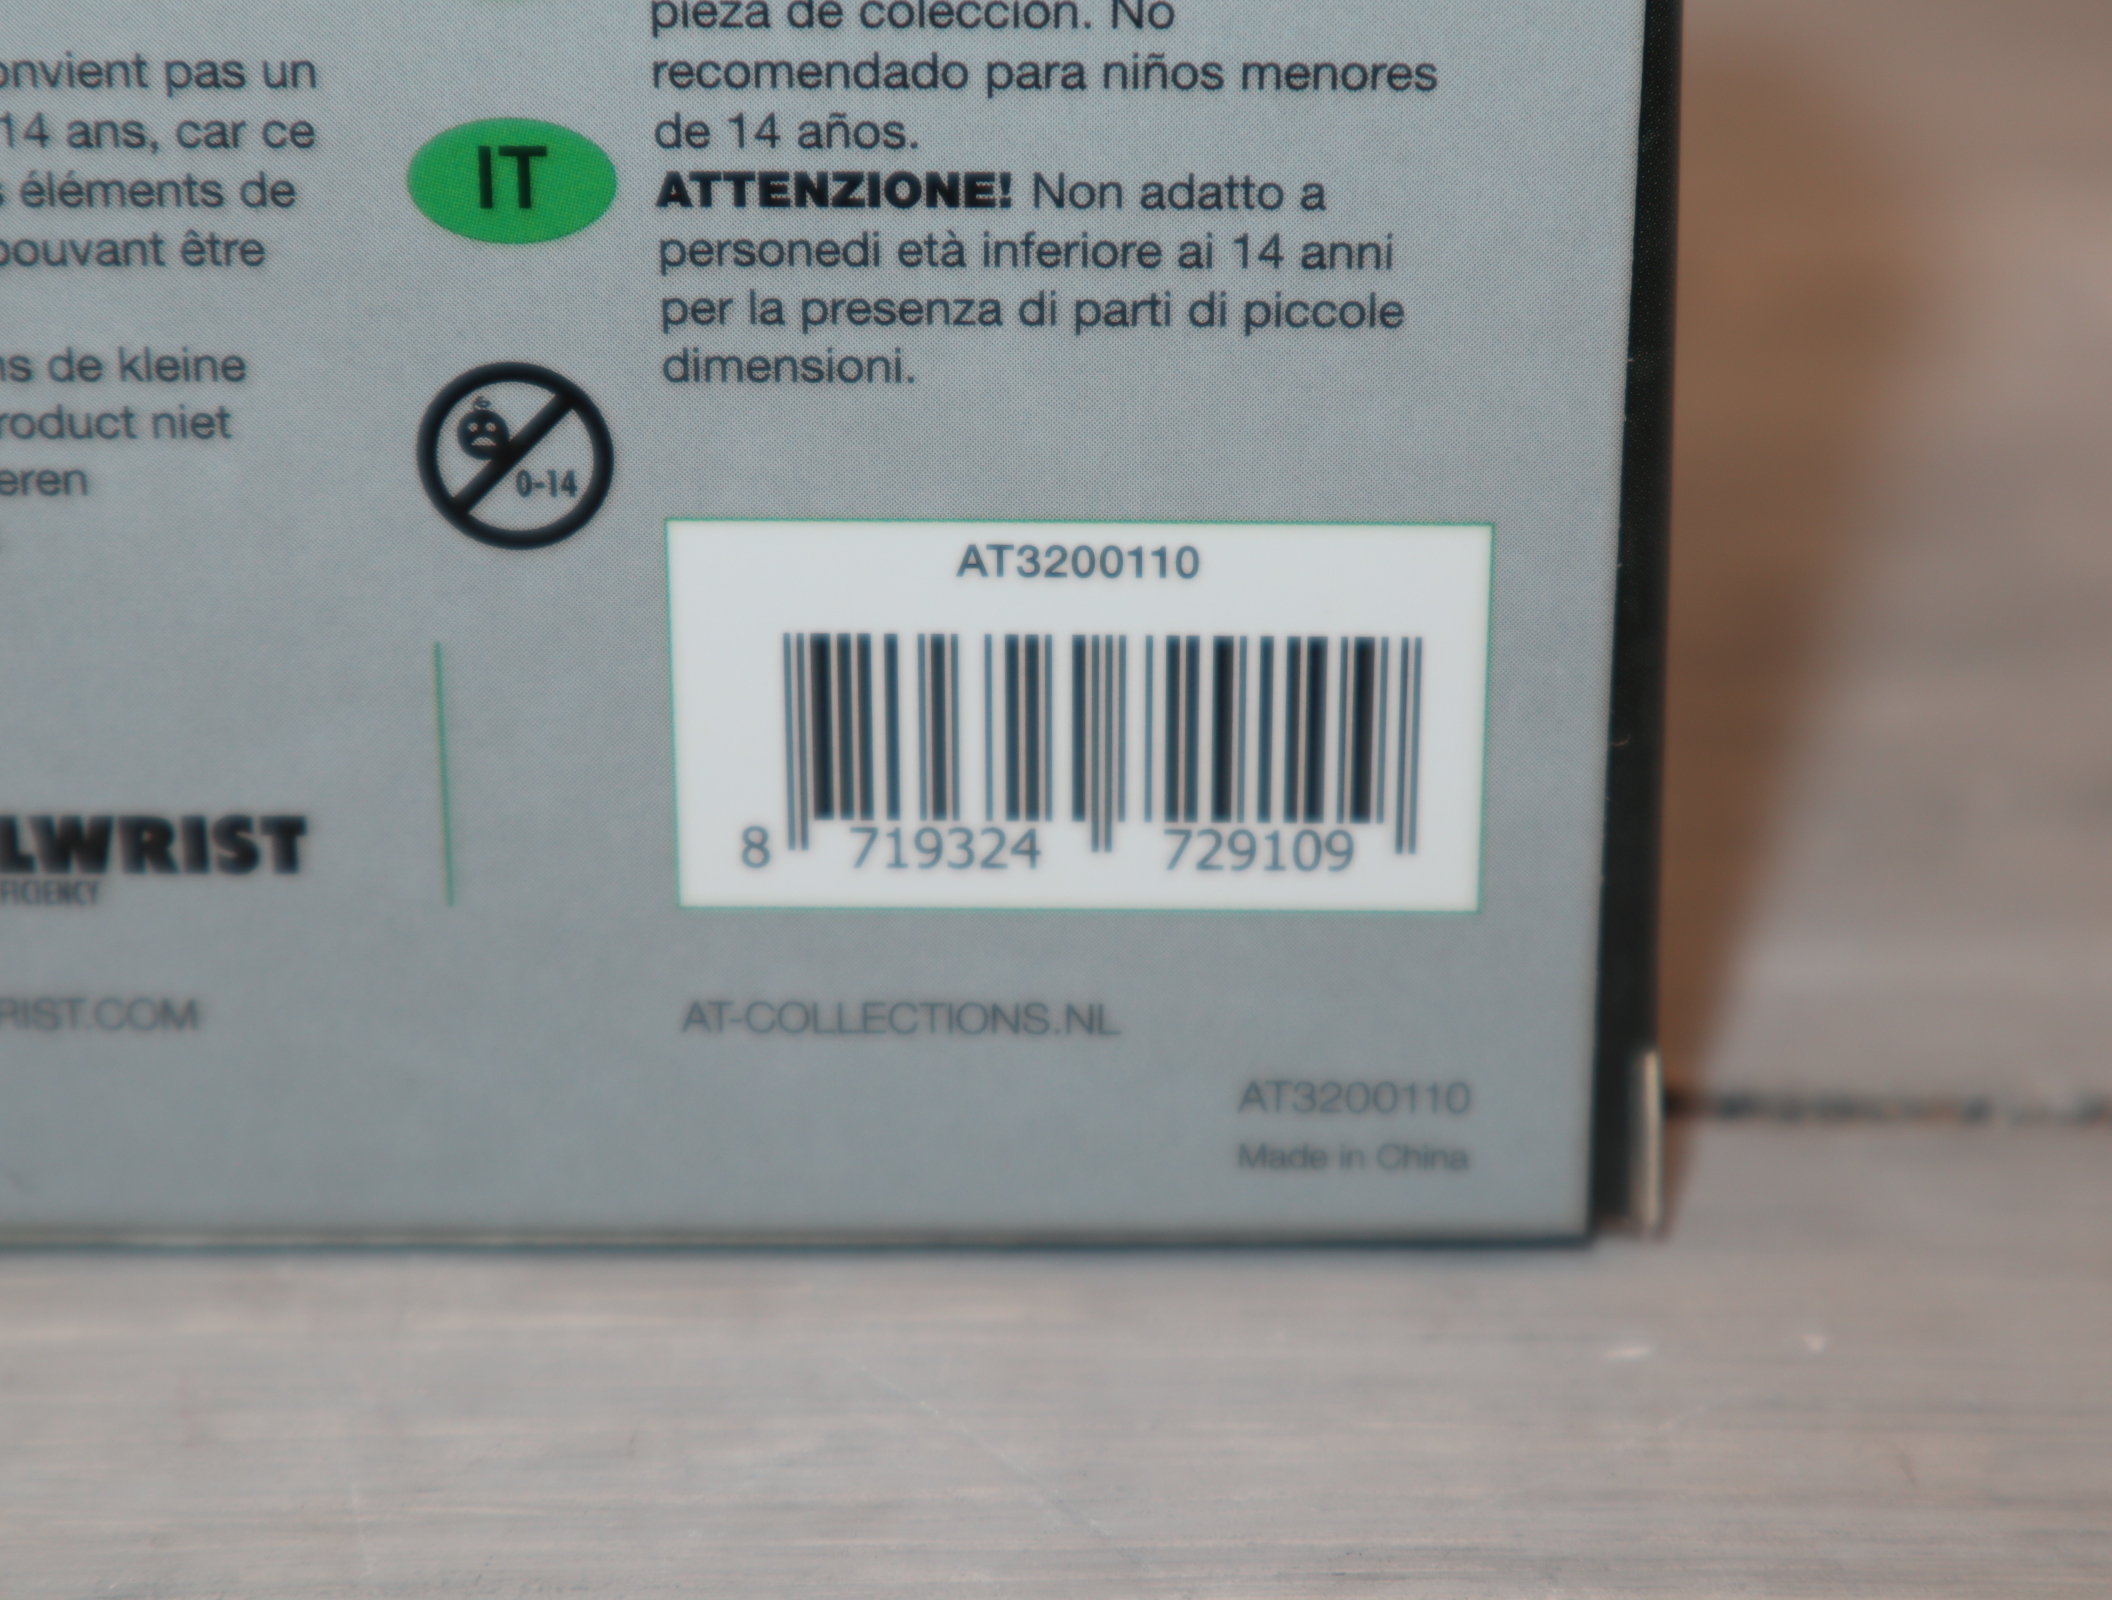 onvient pas un
14 ans, car ce
s éléments de
pouvant être
ns de kleine
roduct niet
eren
LWRIST
FICIENCY
RIST.COM
pieza de colección. No
recomendado para niños menores
de 14 años.
IT
ATTENZIONE! Non adatto a
personedi età inferiore ai 14 anni
per la presenza di parti di piccole
dimensioni.
0-14
AT3200110
8 719324 729109
AT-COLLECTIONS.NL
AT3200110
Made in China